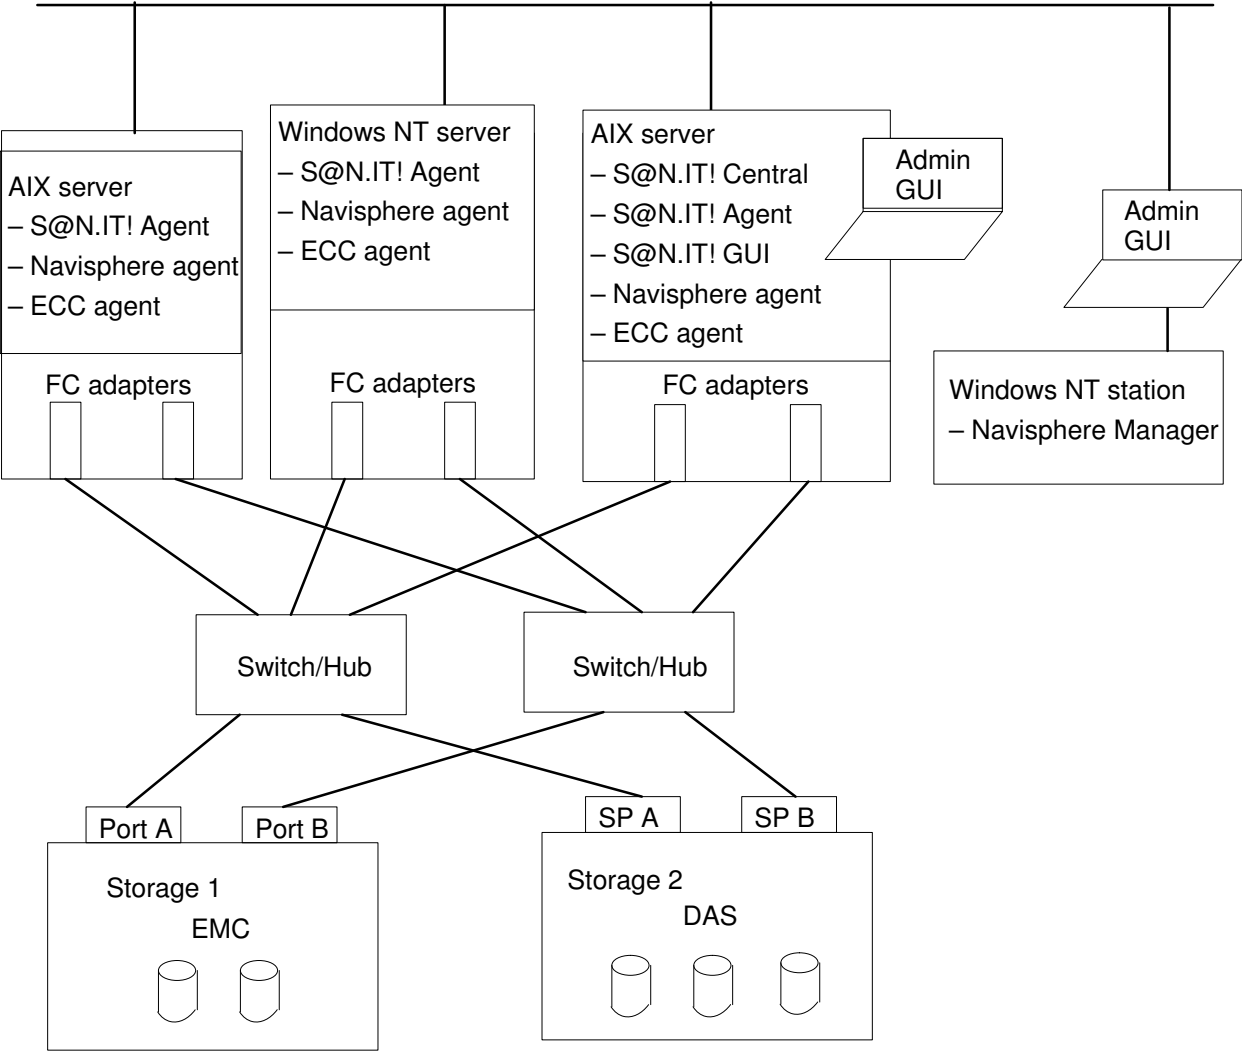 AIX server
– S@N.IT! Agent
– Navisphere agent
– ECC agent
FC adapters
Windows NT server
– S@N.IT! Agent
– Navisphere agent
– ECC agent
FC adapters
AIX server
– S@N.IT! Central
– S@N.IT! Agent
– S@N.IT! GUI
– Navisphere agent
– ECC agent
FC adapters
Admin
GUI
Admin
GUI
Windows NT station
– Navisphere Manager
Switch/Hub
Switch/Hub
Port A
Port B
SP A
SP B
Storage 1
EMC
Storage 2
DAS